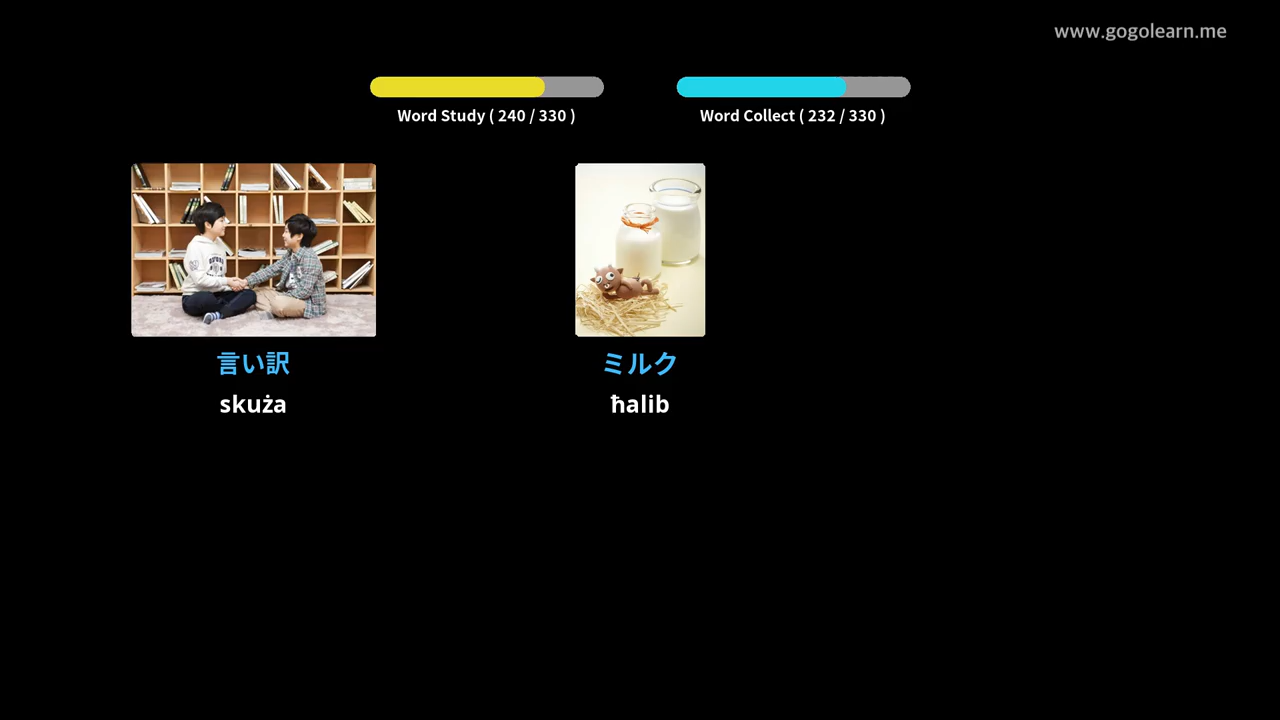 www.gogolearn.me
Word Study ( 240 / 330 )
Word Collect ( 232 / 330 )
言い訳
skuża
ミルク
ħalib